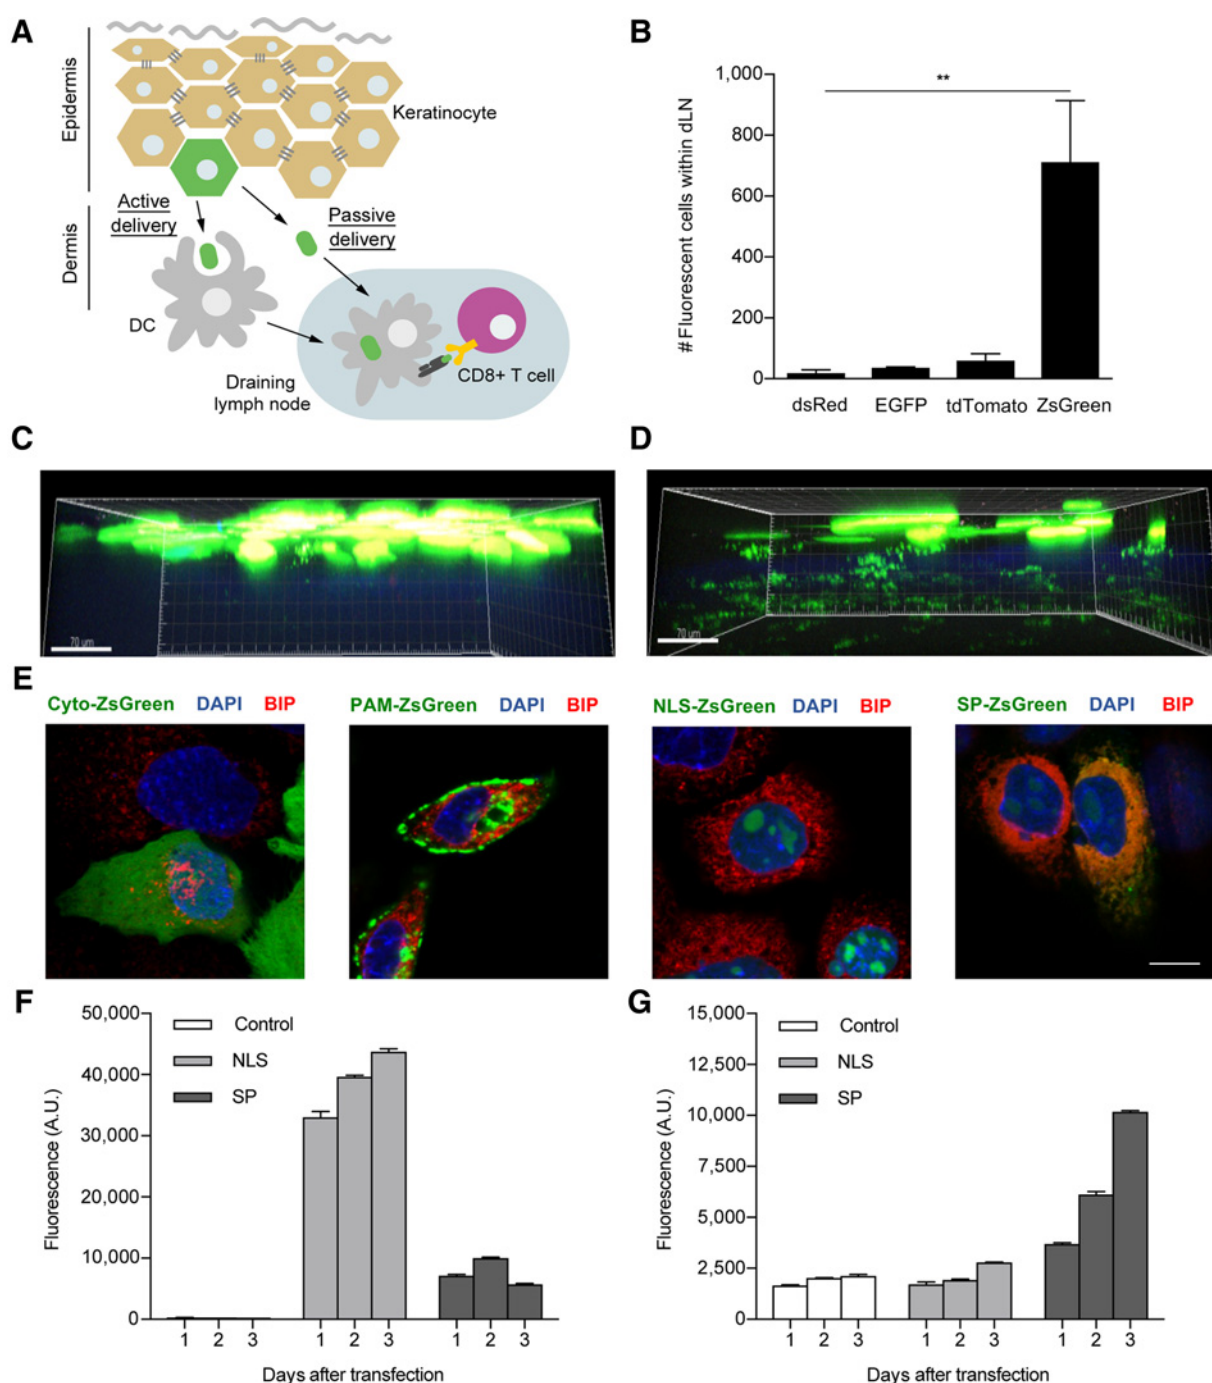 A
Epidermis
Dermis
Keratinocyte
Active
delivery
Passive
delivery
DC
Draining
lymph node
CD8+ T cell
B
# Fluorescent cells within dLN
1,000
800
600
400
200
0
**
dsRed EGFP tdTomato ZsGreen
C
70 µm
D
70 µm
E
Cyto-ZsGreen DAPI BIP
PAM-ZsGreen DAPI BIP
NLS-ZsGreen DAPI BIP
SP-ZsGreen DAPI BIP
F
Fluorescence (A.U.)
50,000
40,000
30,000
20,000
10,000
0
Control
NLS
SP
1 2 3 1 2 3 1 2 3
Days after transfection
G
Fluorescence (A.U.)
15,000
12,500
10,000
7,500
5,000
2,500
0
Control
NLS
SP
1 2 3 1 2 3 1 2 3
Days after transfection